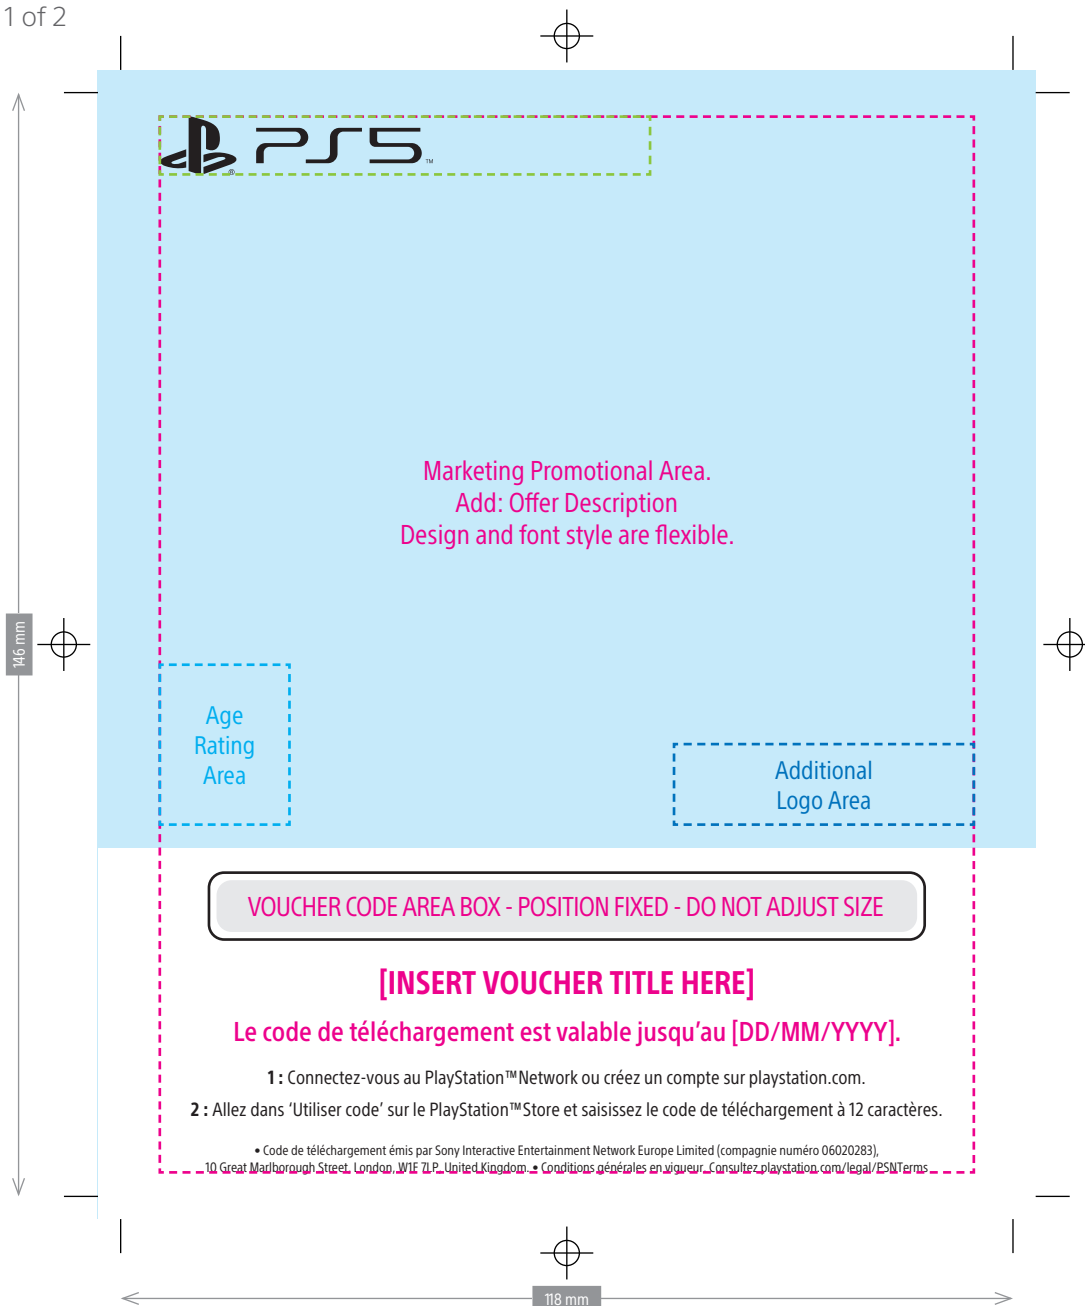 1 of 2
PS5
™
®
Marketing Promotional Area.
Add: Offer Description
Design and font style are flexible.
146 mm
Age
Rating
Area
Additional
Logo Area
VOUCHER CODE AREA BOX - POSITION FIXED - DO NOT ADJUST SIZE
[INSERT VOUCHER TITLE HERE]
Le code de téléchargement est valable jusqu’au [DD/MM/YYYY].
1 : Connectez-vous au PlayStation™Network ou créez un compte sur playstation.com.
2 : Allez dans ‘Utiliser code’ sur le PlayStation™Store et saisissez le code de téléchargement à 12 caractères.
• Code de téléchargement émis par Sony Interactive Entertainment Network Europe Limited (compagnie numéro 06020283),
10 Great Marlborough Street, London, W1F 7LP, United Kingdom. • Conditions générales en vigueur. Consultez playstation.com/legal/PSNTerms
118 mm